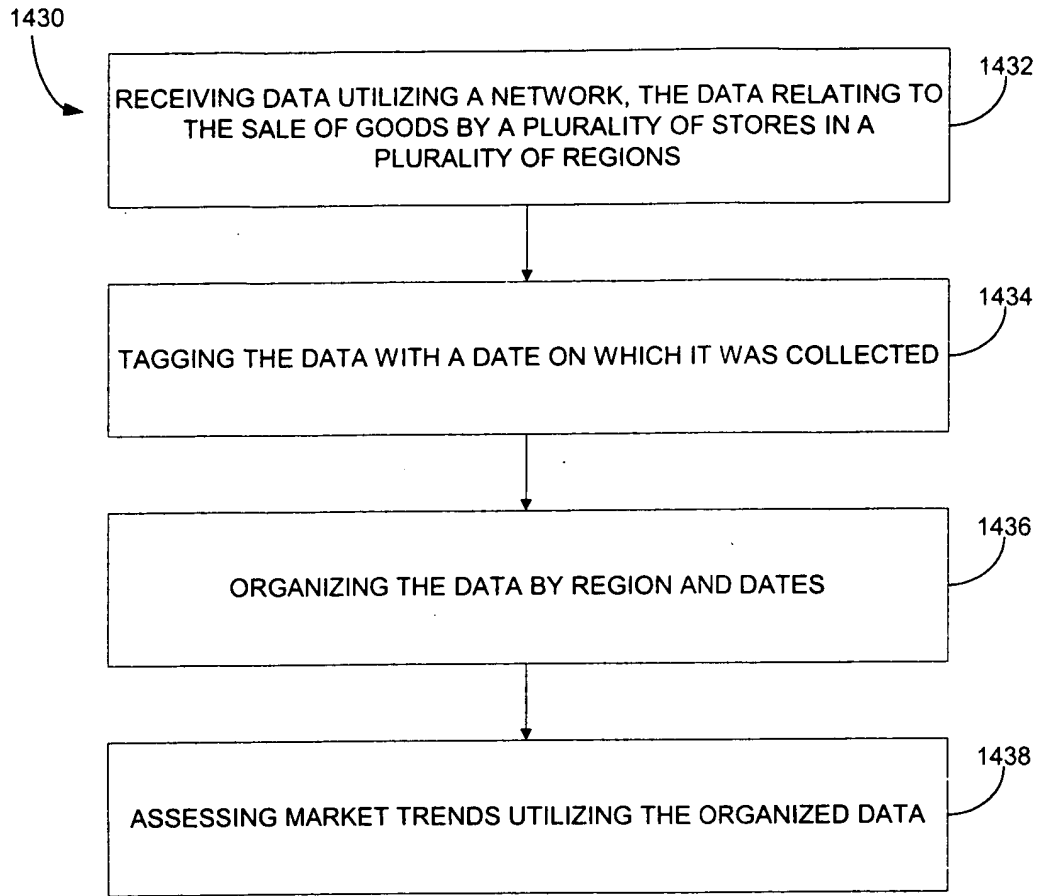 1430
1432
RECEIVING DATA UTILIZING A NETWORK, THE DATA RELATING TO
THE SALE OF GOODS BY A PLURALITY OF STORES IN A
PLURALITY OF REGIONS
1434
TAGGING THE DATA WITH A DATE ON WHICH IT WAS COLLECTED
1436
ORGANIZING THE DATA BY REGION AND DATES
1438
ASSESSING MARKET TRENDS UTILIZING THE ORGANIZED DATA